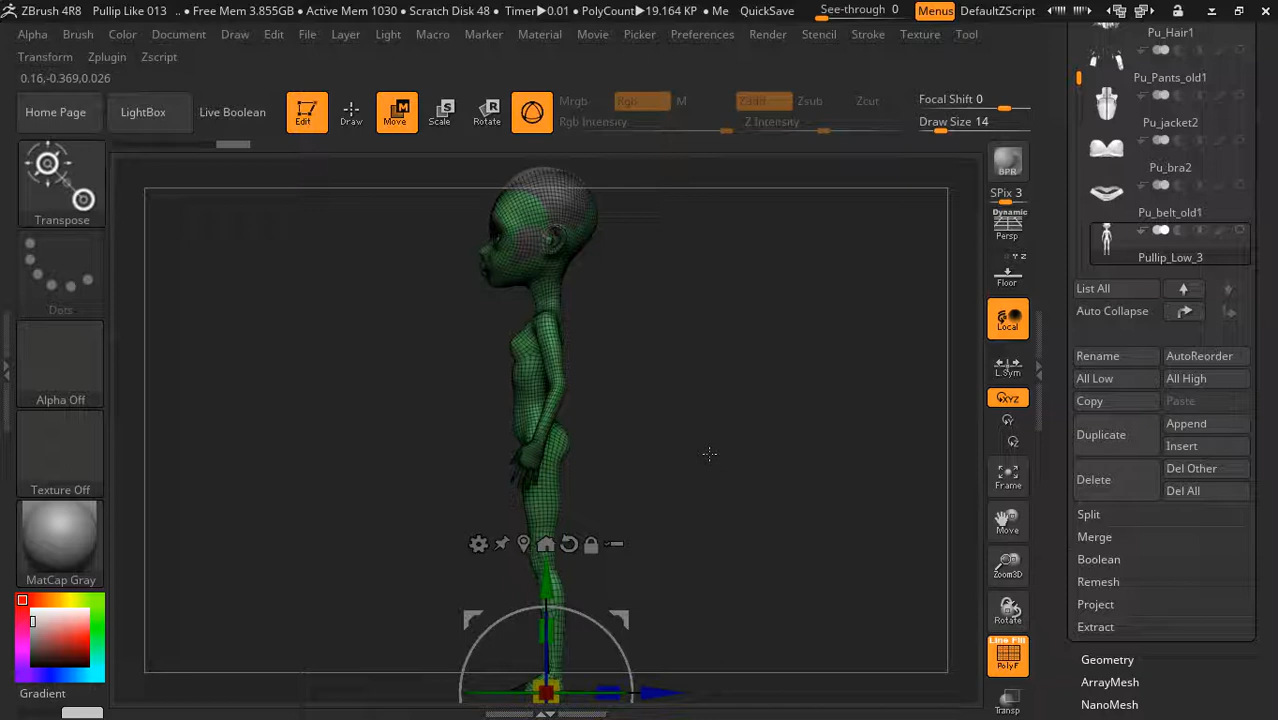 ZBrush 4R8 Pullip Like 013 .. • Free Mem 3.855GB • Active Mem 1030 • Scratch Disk 48 • Timer▶0.01 • PolyCount▶19.164 KP • Me QuickSave See-through 0 Menus DefaultZScript
Alpha Brush Color Document Draw Edit File Layer Light Macro Marker Material Movie Picker Preferences Render Stencil Stroke Texture Tool
Transform Zplugin Zscript
0.16,-0.369,0.026
Home Page LightBox Live Boolean Edit Draw Move Scale Rotate
Mrgb Rgb M Zadd Zsub Zcut
Rgb Intensity Z Intensity
Focal Shift 0
Draw Size 14
Transpose
Dots
Alpha Off
Texture Off
MatCap Gray
Gradient
BPR
SPix 3
Dynamic
Persp
Y Z
Floor
Local
L.Sym
XYZ
Y
Z
Frame
Move
Zoom3D
Rotate
Line Fill
PolyF
Transp
Pu_Hair1
Pu_Pants_old1
Pu_jacket2
Pu_bra2
Pu_belt_old1
Pullip_Low_3
List All
Auto Collapse
Rename AutoReorder
All Low All High
Copy Paste
Duplicate Append
Insert
Delete Del Other
Del All
Split
Merge
Boolean
Remesh
Project
Extract
Geometry
ArrayMesh
NanoMesh